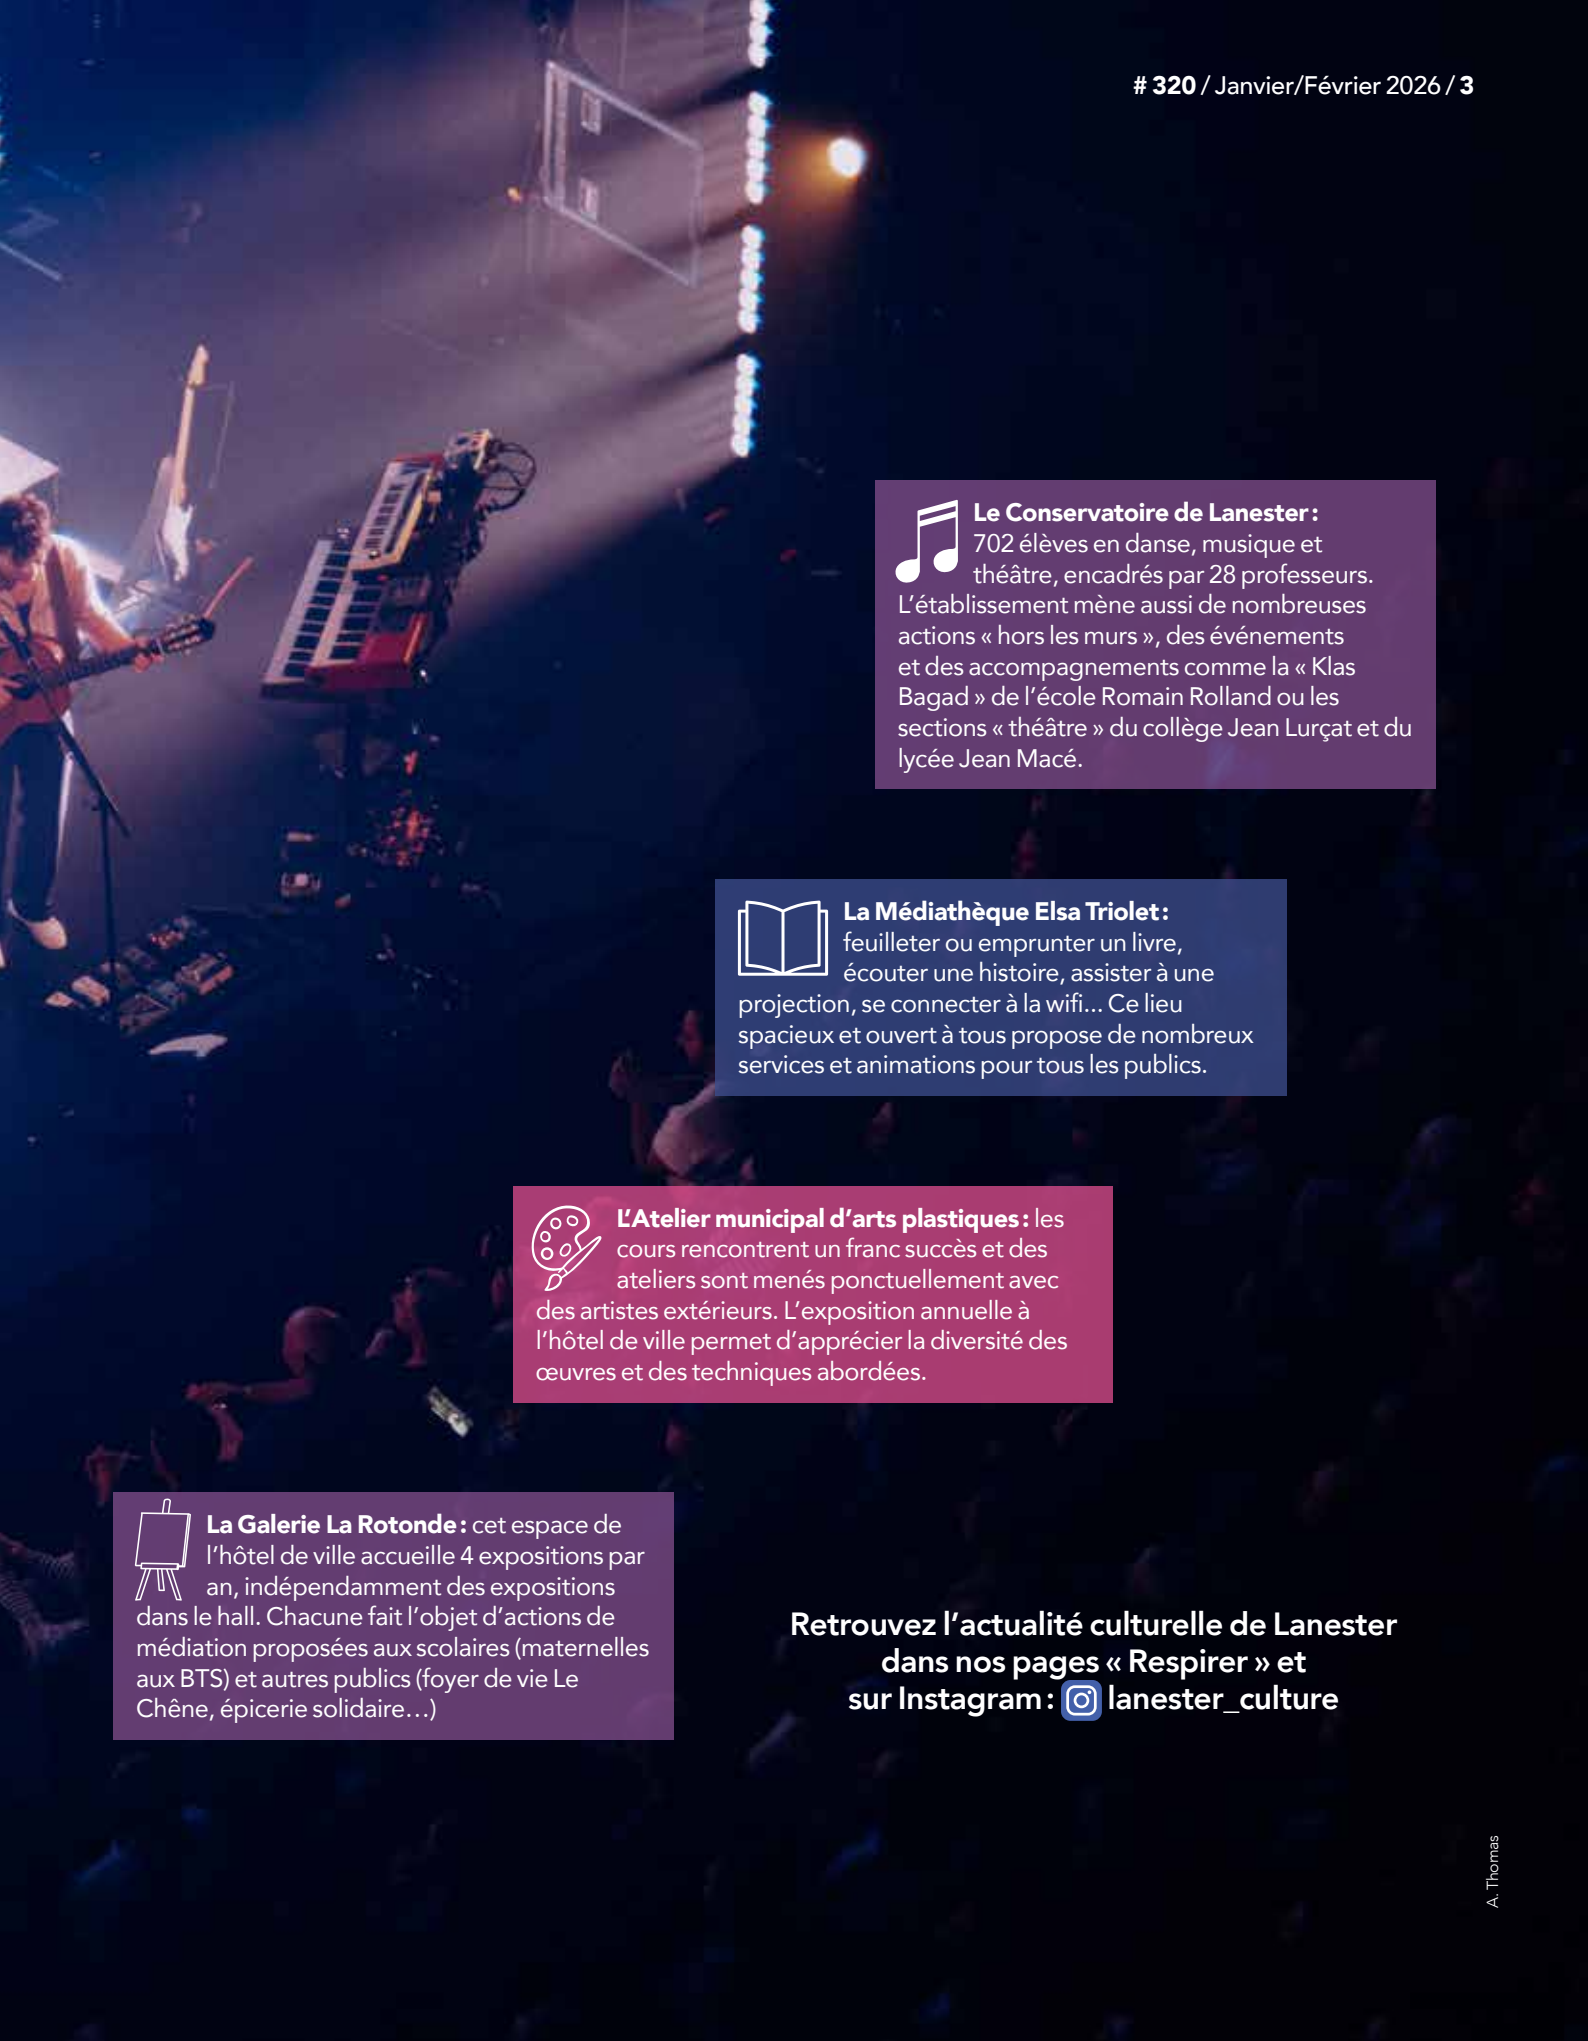 # 320 / Janvier/Février 2026 / 3
Le Conservatoire de Lanester :
702 élèves en danse, musique et
théâtre, encadrés par 28 professeurs.
L’établissement mène aussi de nombreuses
actions « hors les murs », des événements
et des accompagnements comme la « Klas
Bagad » de l’école Romain Rolland ou les
sections « théâtre » du collège Jean Lurçat et du
lycée Jean Macé.
La Médiathèque Elsa Triolet :
feuilleter ou emprunter un livre,
écouter une histoire, assister à une
projection, se connecter à la wifi... Ce lieu
spacieux et ouvert à tous propose de nombreux
services et animations pour tous les publics.
L’Atelier municipal d’arts plastiques : les
cours rencontrent un franc succès et des
ateliers sont menés ponctuellement avec
des artistes extérieurs. L’exposition annuelle à
l’hôtel de ville permet d’apprécier la diversité des
œuvres et des techniques abordées.
La Galerie La Rotonde : cet espace de
l’hôtel de ville accueille 4 expositions par
an, indépendamment des expositions
dans le hall. Chacune fait l’objet d’actions de
médiation proposées aux scolaires (maternelles
aux BTS) et autres publics (foyer de vie Le
Chêne, épicerie solidaire…)
Retrouvez l’actualité culturelle de Lanester
dans nos pages « Respirer » et
sur Instagram : lanester_culture
A. Thomas